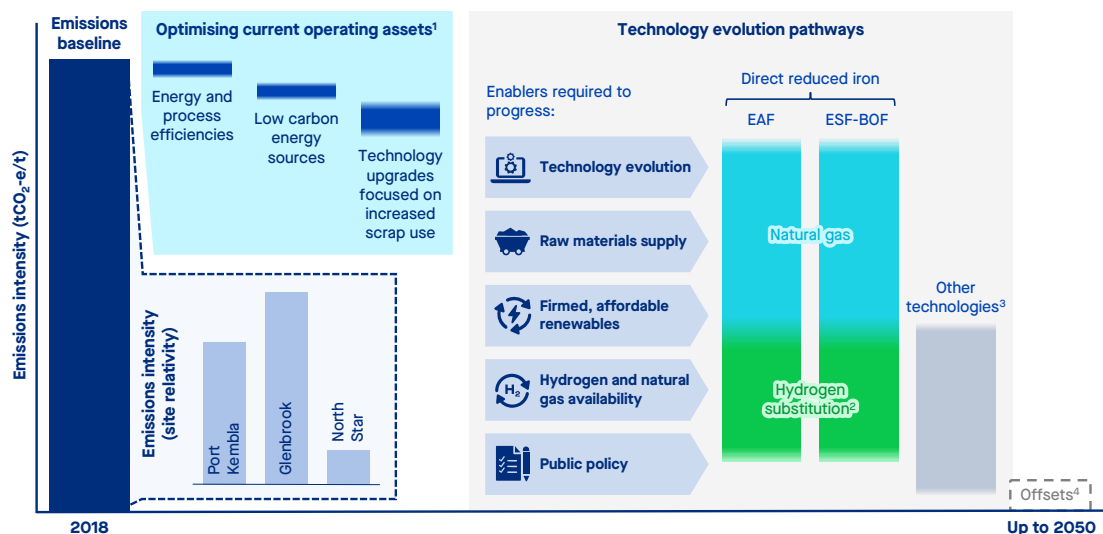 Emissions
baseline
Optimising current operating assets¹
Energy and
process
efficiencies
Low carbon
energy
sources
Technology
upgrades
focused on
increased
scrap use
Emissions intensity (tCO₂-e/t)
Emissions intensity
(site relativity)
Port
Kembla
Glenbrook
North
Star
Technology evolution pathways
Enablers required to
progress:
Technology evolution
Raw materials supply
Firmed, affordable
renewables
H₂
Hydrogen and natural
gas availability
Public policy
Direct reduced iron
EAF
ESF-BOF
Natural gas
Hydrogen
substitution²
Other
technologies³
Offsets⁴
2018
Up to 2050